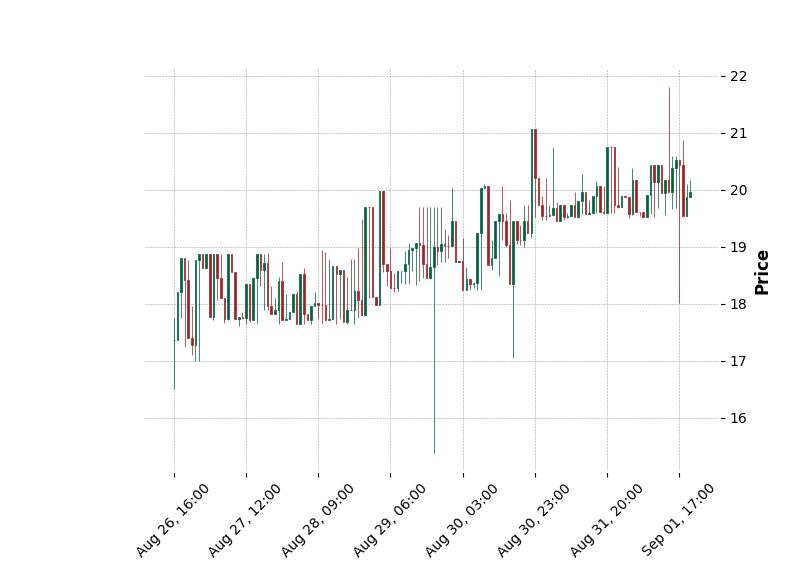 22
21
20
19
18
17
16
Price
Aug 26, 16:00
Aug 27, 12:00
Aug 28, 09:00
Aug 29, 06:00
Aug 30, 03:00
Aug 30, 23:00
Aug 31, 20:00
Sep 01, 17:00